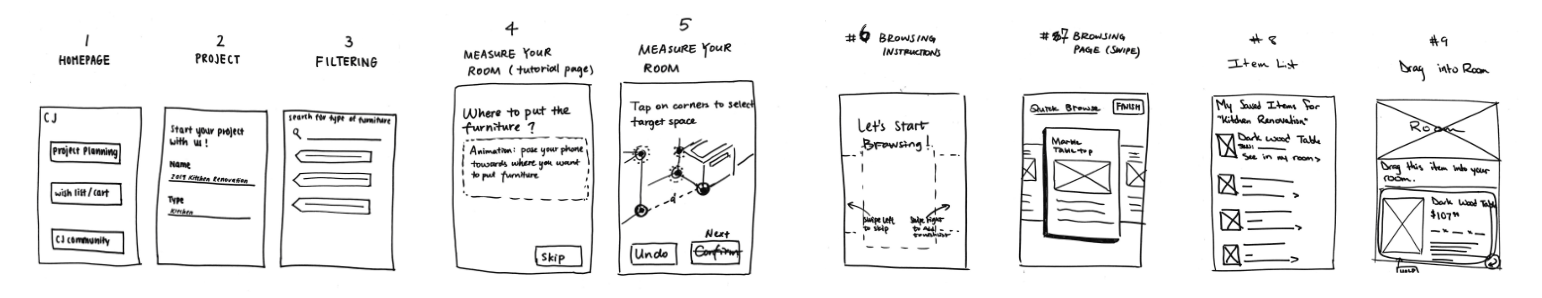 1
HOMEPAGE
CJ
Project Planning
wish list/cart
CJ community
2
PROJECT
Start your project
with us!
Name
2019 Kitchen Renovation
Type
Kitchen
3
FILTERING
search for type of furniture
4
MEASURE YOUR
ROOM (tutorial page)
Where to put the
furniture ?
Animation: pose your phone
towards where you want
to put furniture
Skip
5
MEASURE YOUR
ROOM
Tap on corners to select
target space
Undo
Next
Confirm
#6 BROWSING
INSTRUCTIONS
Let's Start
Browsing!
Swipe left
to skip
Swipe Right
to Add
to wishlist
#7 BROWSING
PAGE (SWIPE)
Quick Browse
FINISH
Marble
Table top
#8
Item List
My Saved Items for
"Kitchen Renovation"
Dark Wood Table
See in my room>
#9
Drag into Room
Room
Drag this item into your
room.
Dark Wood Table
$107.99
HOLD